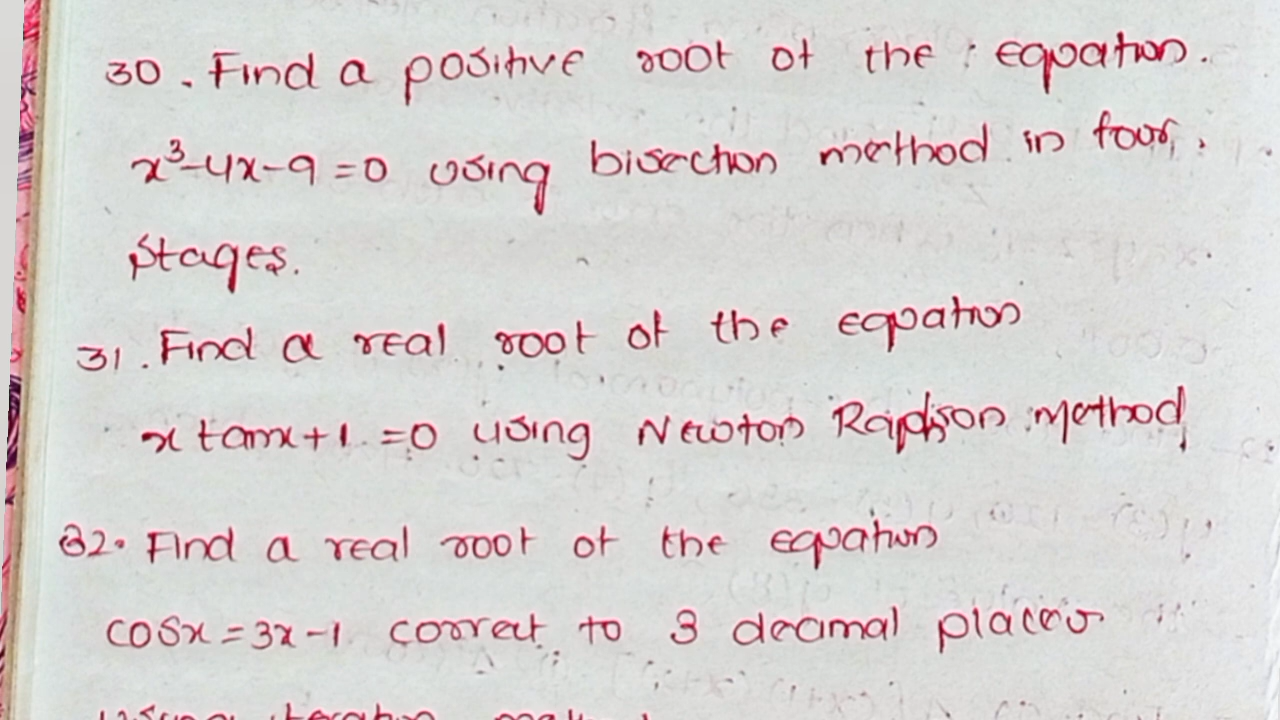 30. Find a positive root of the equation.
x³-4x-9=0 using bisection method in four
stages.
31. Find a real root of the equation
x tanx+1=0 using Newton Raphson method
32. Find a real root of the equation
cosx=3x-1 correct to 3 decimal places
using iteration